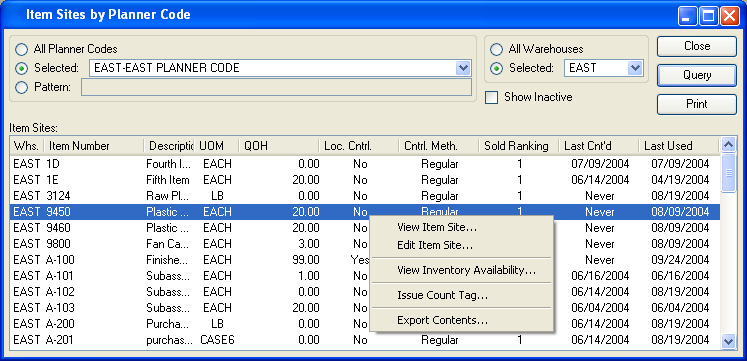 Item Sites by Planner Code
All Planner Codes
Selected: EAST-EAST PLANNER CODE
Pattern:
All Warehouses
Selected: EAST
Show Inactive
Close
Query
Print
Item Sites:
Whs. Item Number Descriptic UOM QOH Loc. Cntrl. Cntrl. Meth. Sold Ranking Last Cnt'd Last Used
EAST 1D Fourth I... EACH 0.00 No Regular 1 07/09/2004 07/09/2004
EAST 1E Fifth Item EACH 20.00 No Regular 1 06/14/2004 04/19/2004
EAST 3124 Raw Pl... LB 0.00 No Regular 1 Never 08/09/2004
EAST 9450 Plastic ... EACH 20.00 No Regular 1 Never 08/09/2004
EAST 9460 Plastic ... EACH 20.00 Never 08/09/2004
EAST 9800 Fan Ca... EACH 3.00 No Never 08/09/2004
EAST A-100 Finishe... EACH 99.00 Yes Never 09/24/2004
EAST A-101 Subass... EACH 1.00 No 06/16/2004 06/16/2004
EAST A-102 Subass... EACH 0.00 No 06/14/2004 08/19/2004
EAST A-103 Subass... EACH 20.00 No 06/04/2004 06/04/2004
EAST A-200 Purcha... LB 0.00 No 06/14/2004 08/19/2004
EAST A-201 purchas... CASE6 0.00 No Regular 1 06/14/2004 08/19/2004
View Item Site...
Edit Item Site...
View Inventory Availability...
Issue Count Tag...
Export Contents...